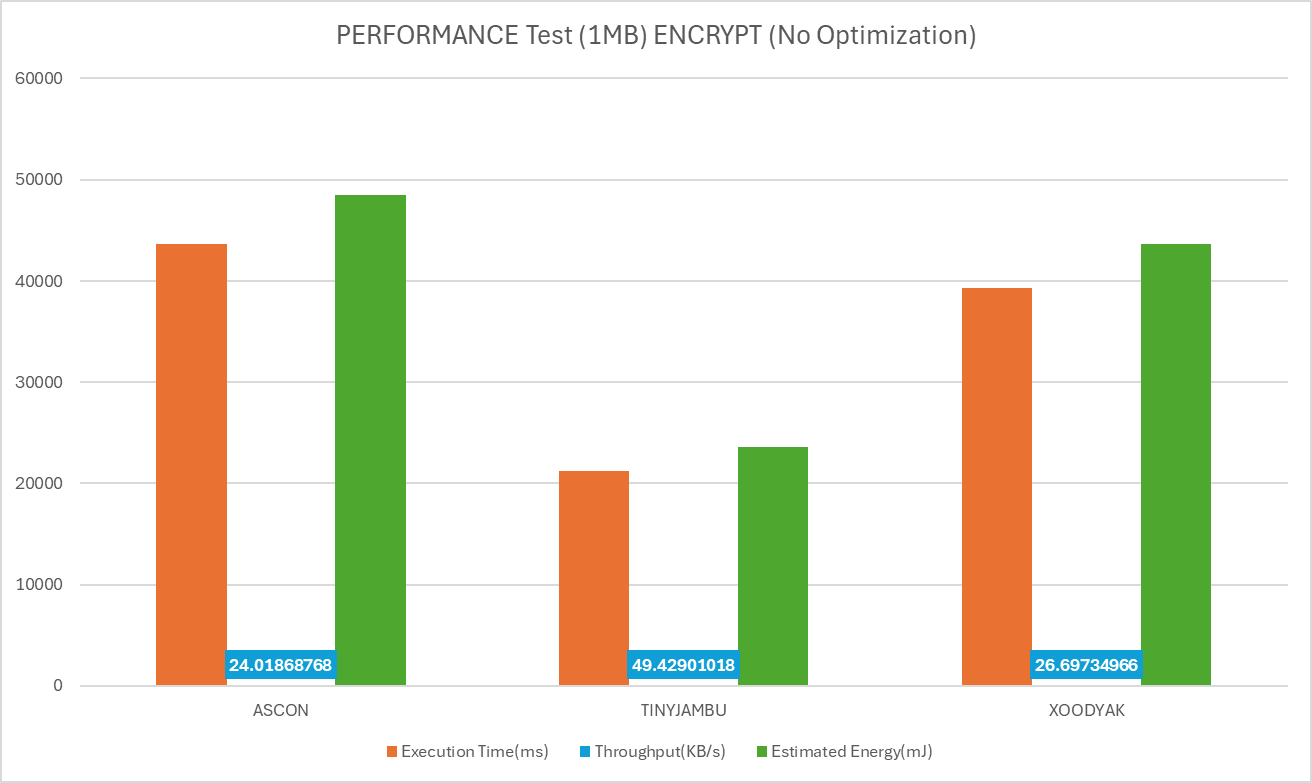 PERFORMANCE Test (1MB) ENCRYPT (No Optimization)
60000
50000
40000
30000
20000
10000
0
24.01868768
49.42901018
26.69734966
ASCON
TINYJAMBU
XOODYAK
Execution Time(ms)
Throughput(KB/s)
Estimated Energy(mJ)